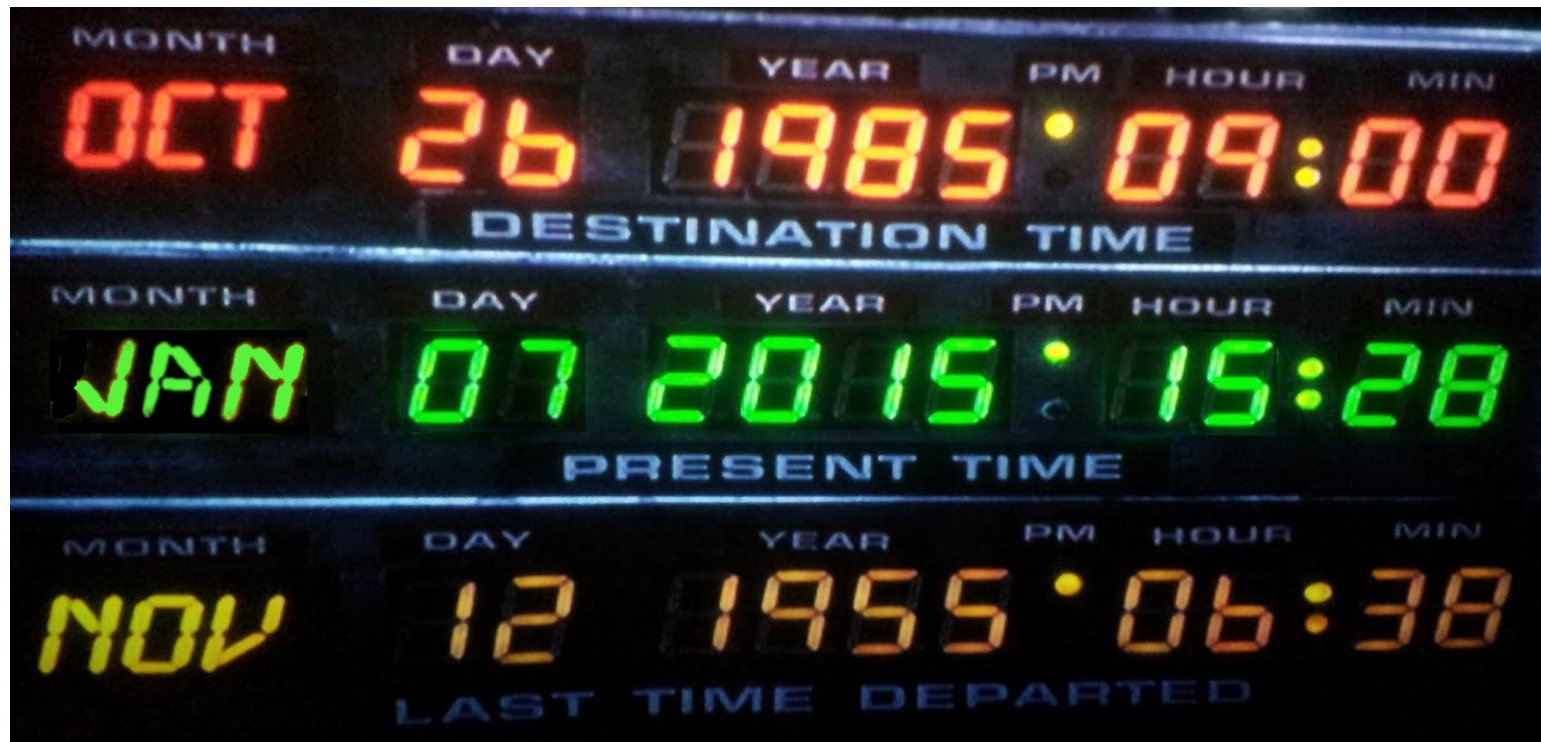 MONTH DAY YEAR PM HOUR MIN
OCT 26 1985 09:00
DESTINATION TIME
MONTH DAY YEAR PM HOUR MIN
JAN 07 2015 15:28
PRESENT TIME
MONTH DAY YEAR PM HOUR MIN
NOV 12 1955 06:38
LAST TIME DEPARTED